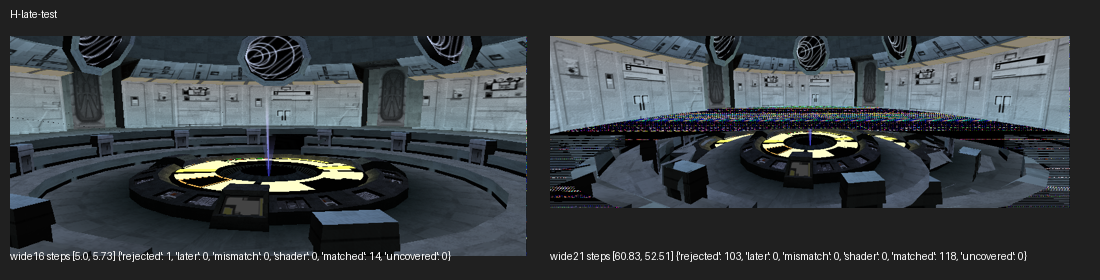 H-late-test
wide16 steps [5.0, 5.73] {'rejected': 1, 'later': 0, 'mismatch': 0, 'shader': 0, 'matched': 14, 'uncovered': 0}
wide21 steps [60.83, 52.51] {'rejected': 103, 'later': 0, 'mismatch': 0, 'shader': 0, 'matched': 118, 'uncovered': 0}